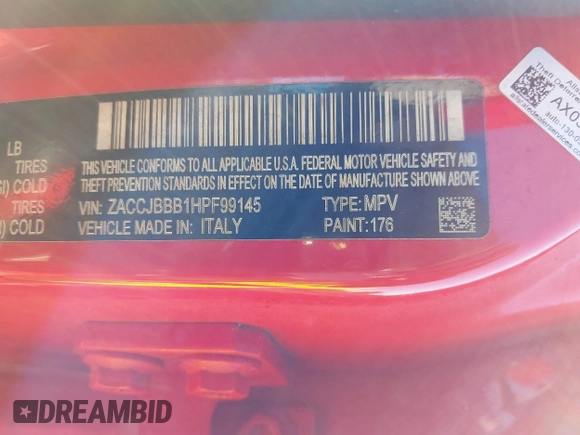 LB
TIRES
COLD
TIRES
COLD
THIS VEHICLE CONFORMS TO ALL APPLICABLE U.S.A. FEDERAL MOTOR VEHICLE SAFETY AND
THEFT PREVENTION STANDARDS IN EFFECT ON THE DATE OF MANUFACTURE SHOWN ABOVE.
VIN: ZACCJBBB1HPF99145 TYPE: MPV
VEHICLE MADE IN: ITALY PAINT: 176
DREAMBID